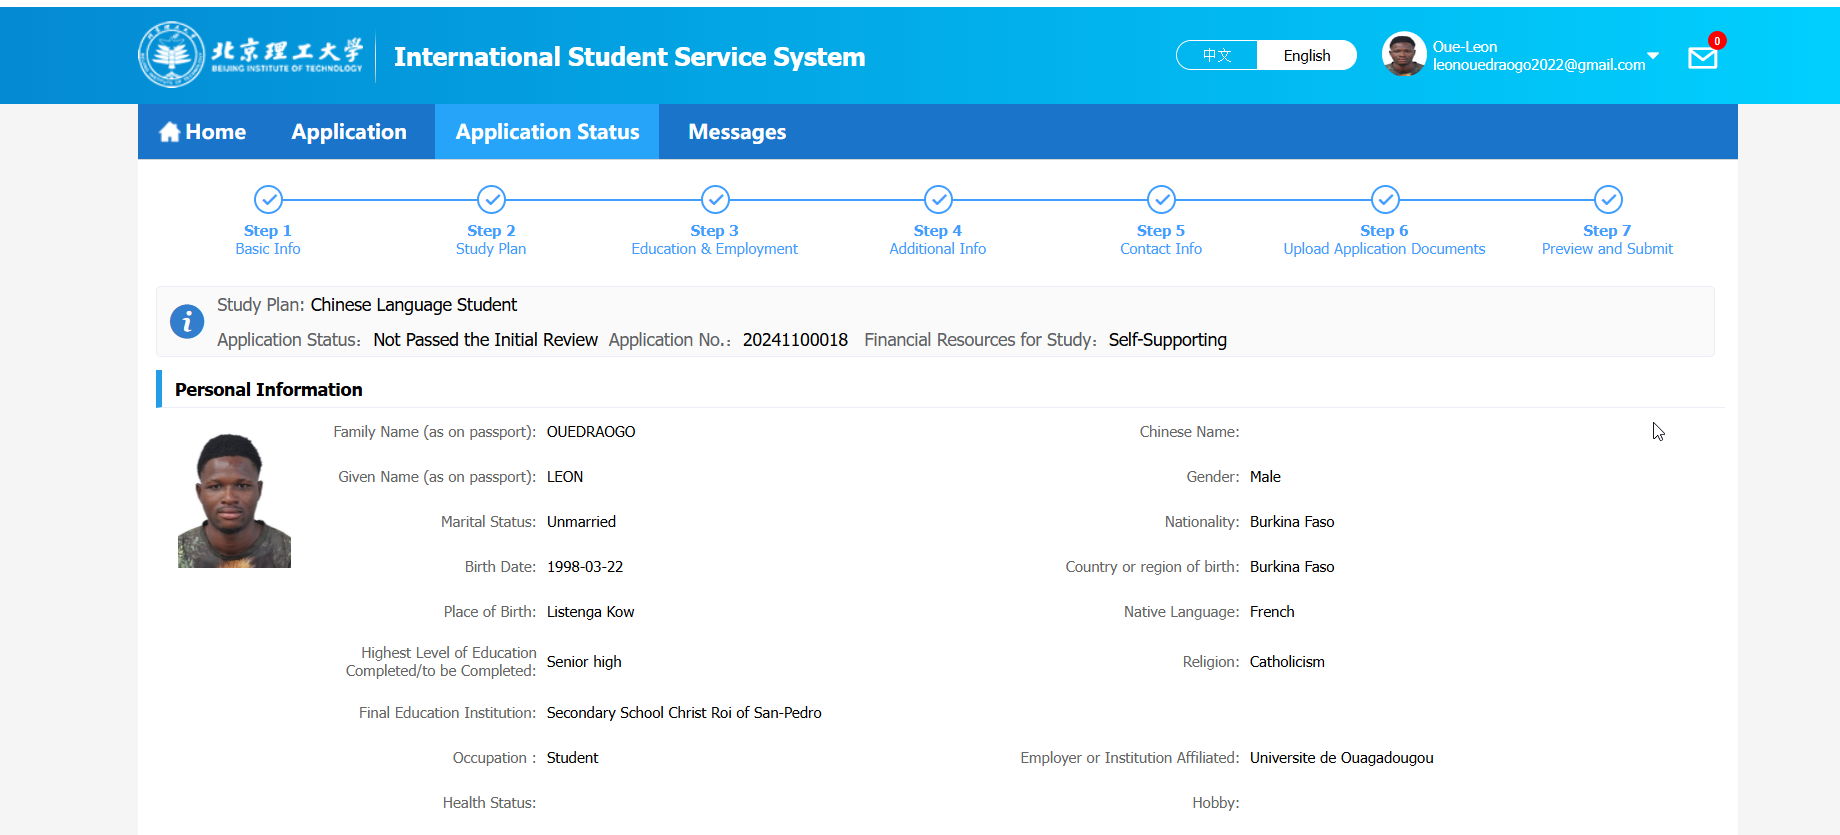 北京理工大学
BEIJING INSTITUTE OF TECHNOLOGY
International Student Service System
中文 English
Oue-Leon
leonouedraogo2022@gmail.com
0
Home Application Application Status Messages
Step 1 Step 2 Step 3 Step 4 Step 5 Step 6 Step 7
Basic Info Study Plan Education & Employment Additional Info Contact Info Upload Application Documents Preview and Submit
Study Plan: Chinese Language Student
Application Status： Not Passed the Initial Review Application No.： 20241100018 Financial Resources for Study： Self-Supporting
Personal Information
Family Name (as on passport): OUEDRAOGO Chinese Name:
Given Name (as on passport): LEON Gender: Male
Marital Status: Unmarried Nationality: Burkina Faso
Birth Date: 1998-03-22 Country or region of birth: Burkina Faso
Place of Birth: Listenga Kow Native Language: French
Highest Level of Education
Completed/to be Completed: Senior high Religion: Catholicism
Final Education Institution: Secondary School Christ Roi of San-Pedro
Occupation : Student Employer or Institution Affiliated: Universite de Ouagadougou
Health Status: Hobby: